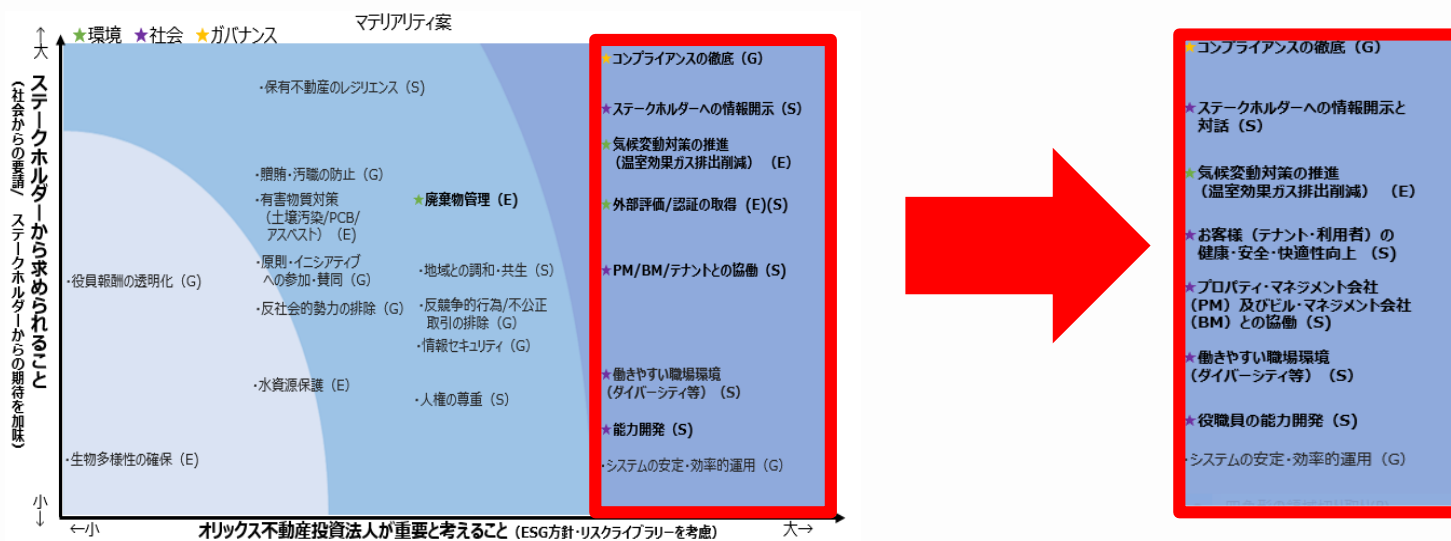 マテリアリティ案
★環境 ★社会 ★ガバナンス
↑
大
ステークホルダーから求められること
(社会からの要請/ ステークホルダーからの期待を加味)
小
↓
・保有不動産のレジリエンス（S）
・贈賄・汚職の防止（G）
・有害物質対策
（土壌汚染/PCB/
アスベスト）（E）
・原則・イニシアティブ
への参加・賛同（G）
・反社会的勢力の排除（G）
・水資源保護（E）
・役員報酬の透明化（G）
・生物多様性の確保（E）
★廃棄物管理（E）
・地域との調和・共生（S）
・反競争的行為/不公正
取引の排除（G）
・情報セキュリティ（G）
・人権の尊重（S）
★コンプライアンスの徹底（G）
★ステークホルダーへの情報開示（S）
★気候変動対策の推進
（温室効果ガス排出削減）（E）
★外部評価/認証の取得（E)(S）
★PM/BM/テナントとの協働（S）
★働きやすい職場環境
（ダイバーシティ等）（S）
★能力開発（S）
・システムの安定・効率的運用（G）
←小
オリックス不動産投資法人が重要と考えること（ESG方針・リスクライブラリーを考慮）
大→
★コンプライアンスの徹底（G）
★ステークホルダーへの情報開示と
対話（S）
★気候変動対策の推進
（温室効果ガス排出削減）（E）
★お客様（テナント・利用者）の
健康・安全・快適性向上（S）
★プロパティ・マネジメント会社
（PM）及びビル・マネジメント会社
（BM）との協働（S）
★働きやすい職場環境
（ダイバーシティ等）（S）
★役職員の能力開発（S）
・システムの安定・効率的運用（G）